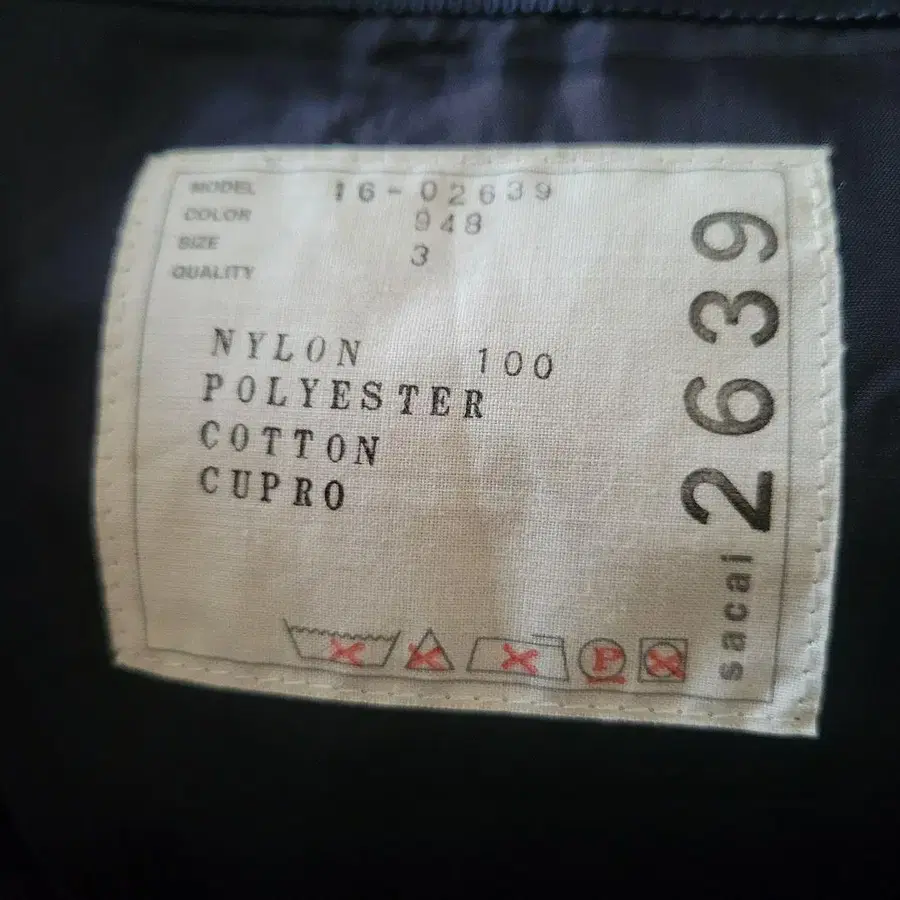 MODEL 16-02639
COLOR 948
SIZE 3
QUALITY
NYLON 100
POLYESTER
COTTON
CUPRO
P
sacai 2639